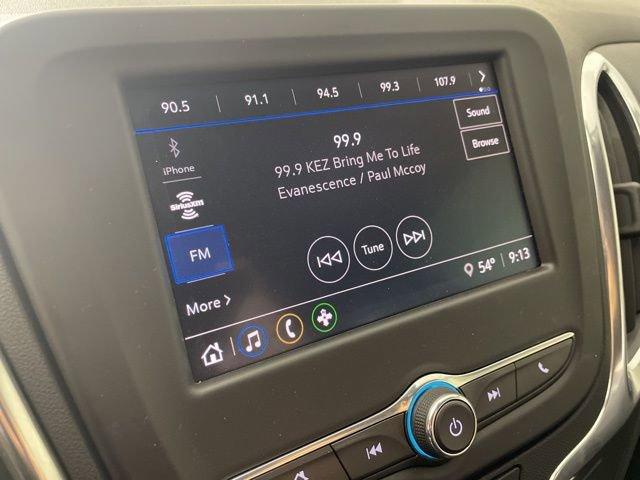 90.5 91.1 94.5 99.3 107.9
iPhone
SiriusXM
FM
More
99.9
99.9 KEZ Bring Me To Life
Evanescence / Paul Mccoy
Tune
Sound
Browse
54° 9:13